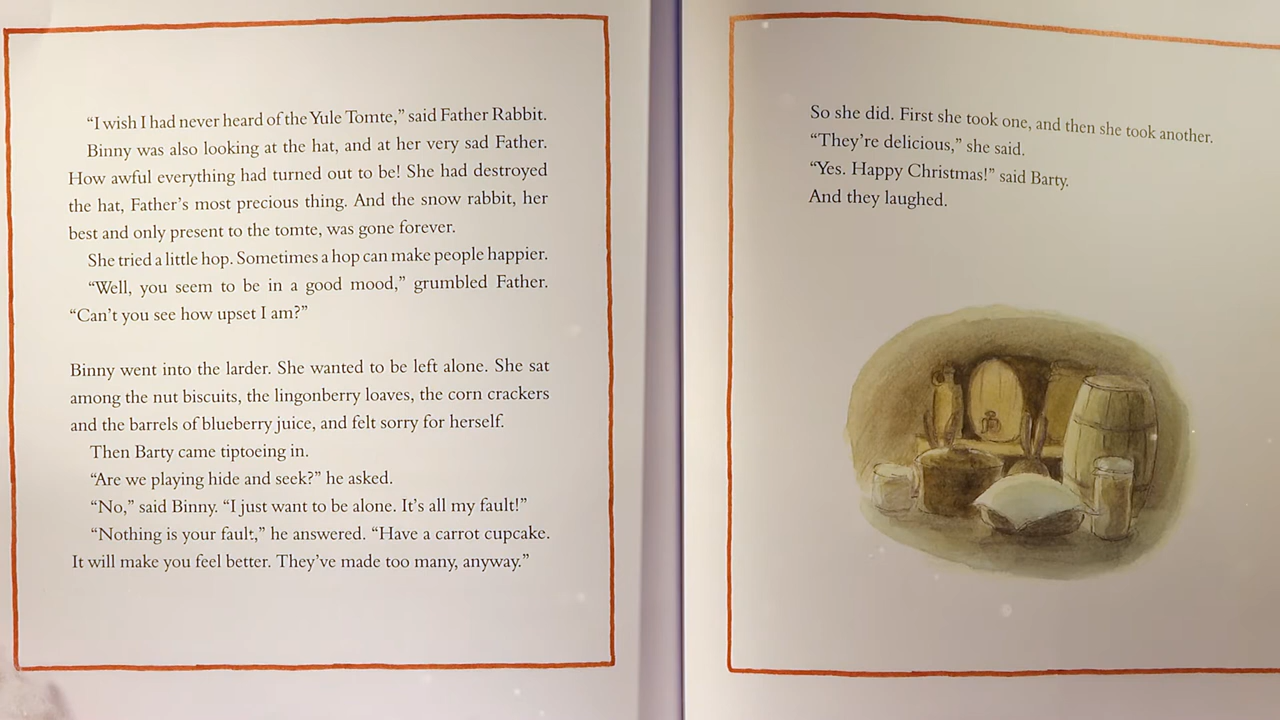 “I wish I had never heard of the Yule Tomte,” said Father Rabbit.
Binny was also looking at the hat, and at her very sad Father.
How awful everything had turned out to be! She had destroyed
the hat, Father’s most precious thing. And the snow rabbit, her
best and only present to the tomte, was gone forever.
She tried a little hop. Sometimes a hop can make people happier.
“Well, you seem to be in a good mood,” grumbled Father.
“Can’t you see how upset I am?”
Binny went into the larder. She wanted to be left alone. She sat
among the nut biscuits, the lingonberry loaves, the corn crackers
and the barrels of blueberry juice, and felt sorry for herself.
Then Barty came tiptoeing in.
“Are we playing hide and seek?” he asked.
“No,” said Binny. “I just want to be alone. It’s all my fault!”
“Nothing is your fault,” he answered. “Have a carrot cupcake.
It will make you feel better. They’ve made too many, anyway.”
So she did. First she took one, and then she took another.
“They’re delicious,” she said.
“Yes. Happy Christmas!” said Barty.
And they laughed.